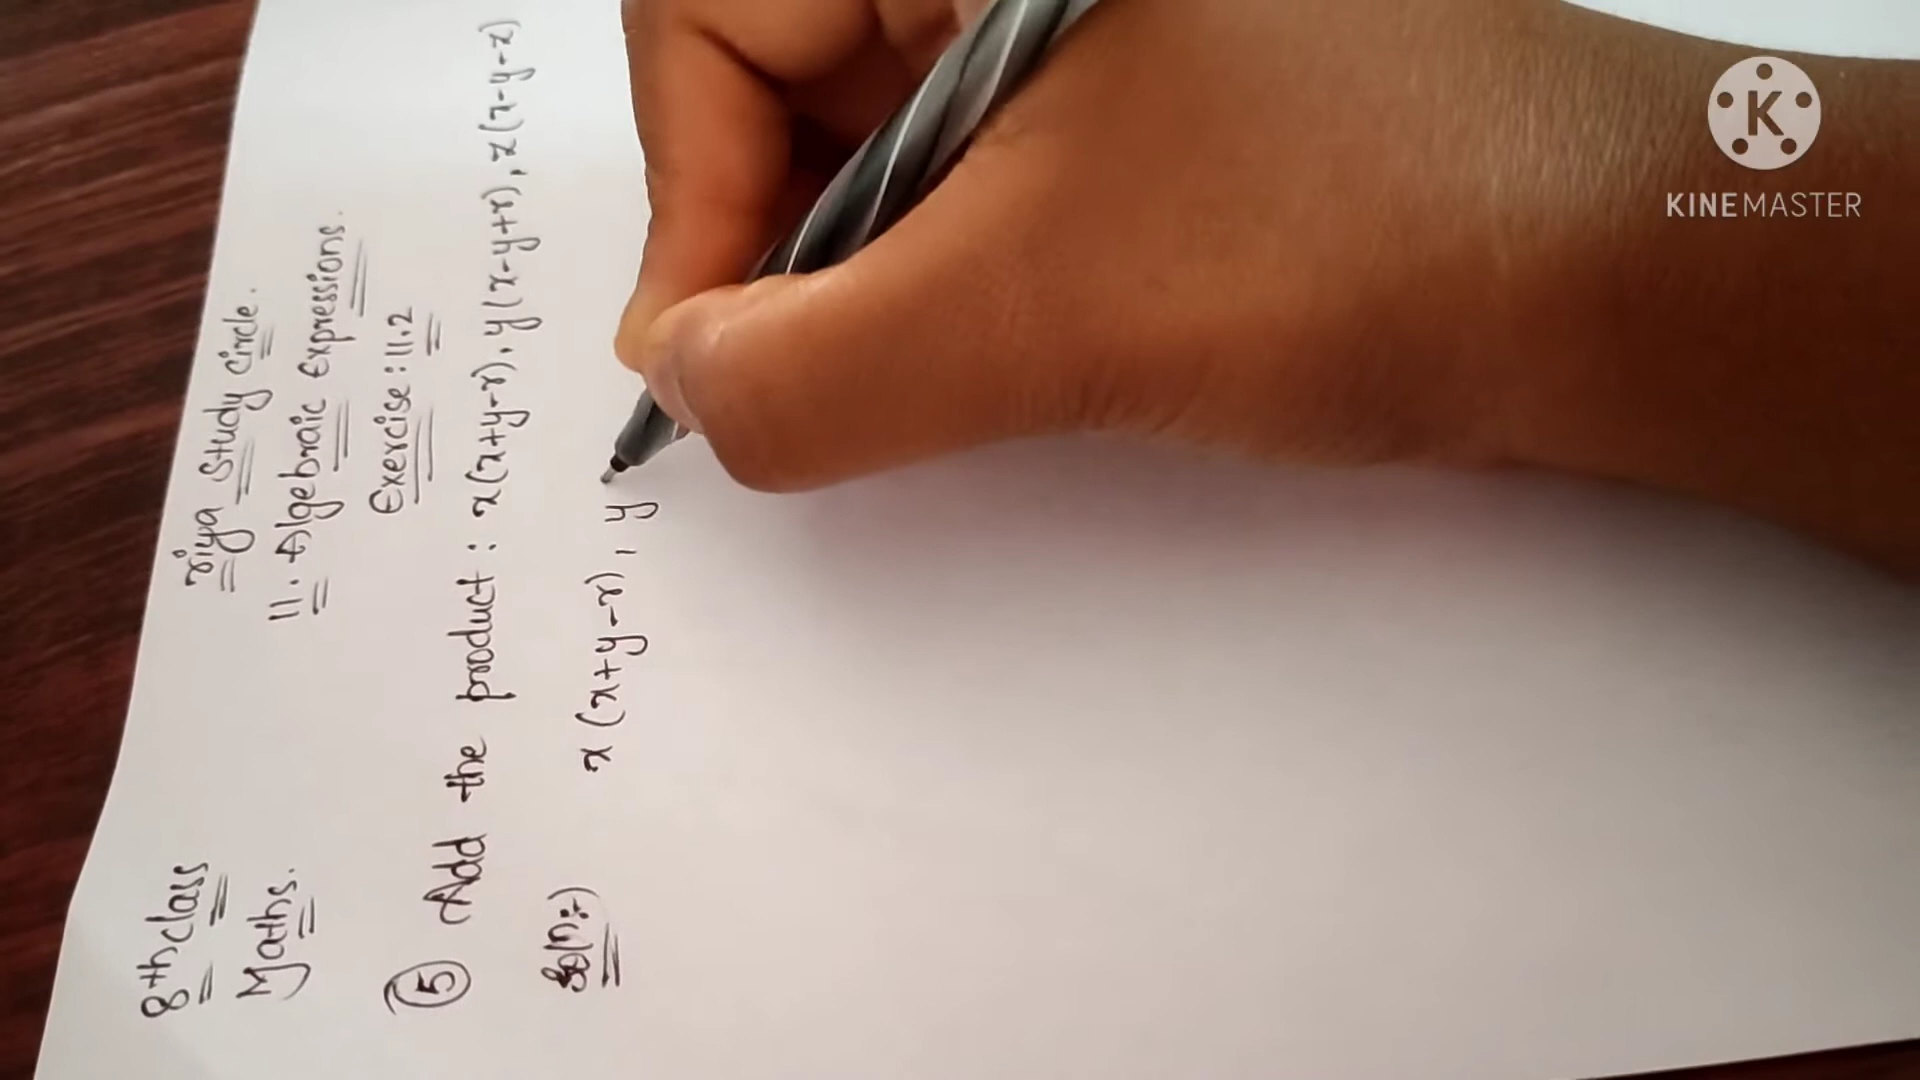 riya study circle.
8th class
11. Algebraic Expressions.
Maths.
Exercise : 11.2
5 Add the product : x(x+y-r), y(x-y+r), z(x-y-z)
Soln:-) x(x+y-r), y
K
KINEMASTER